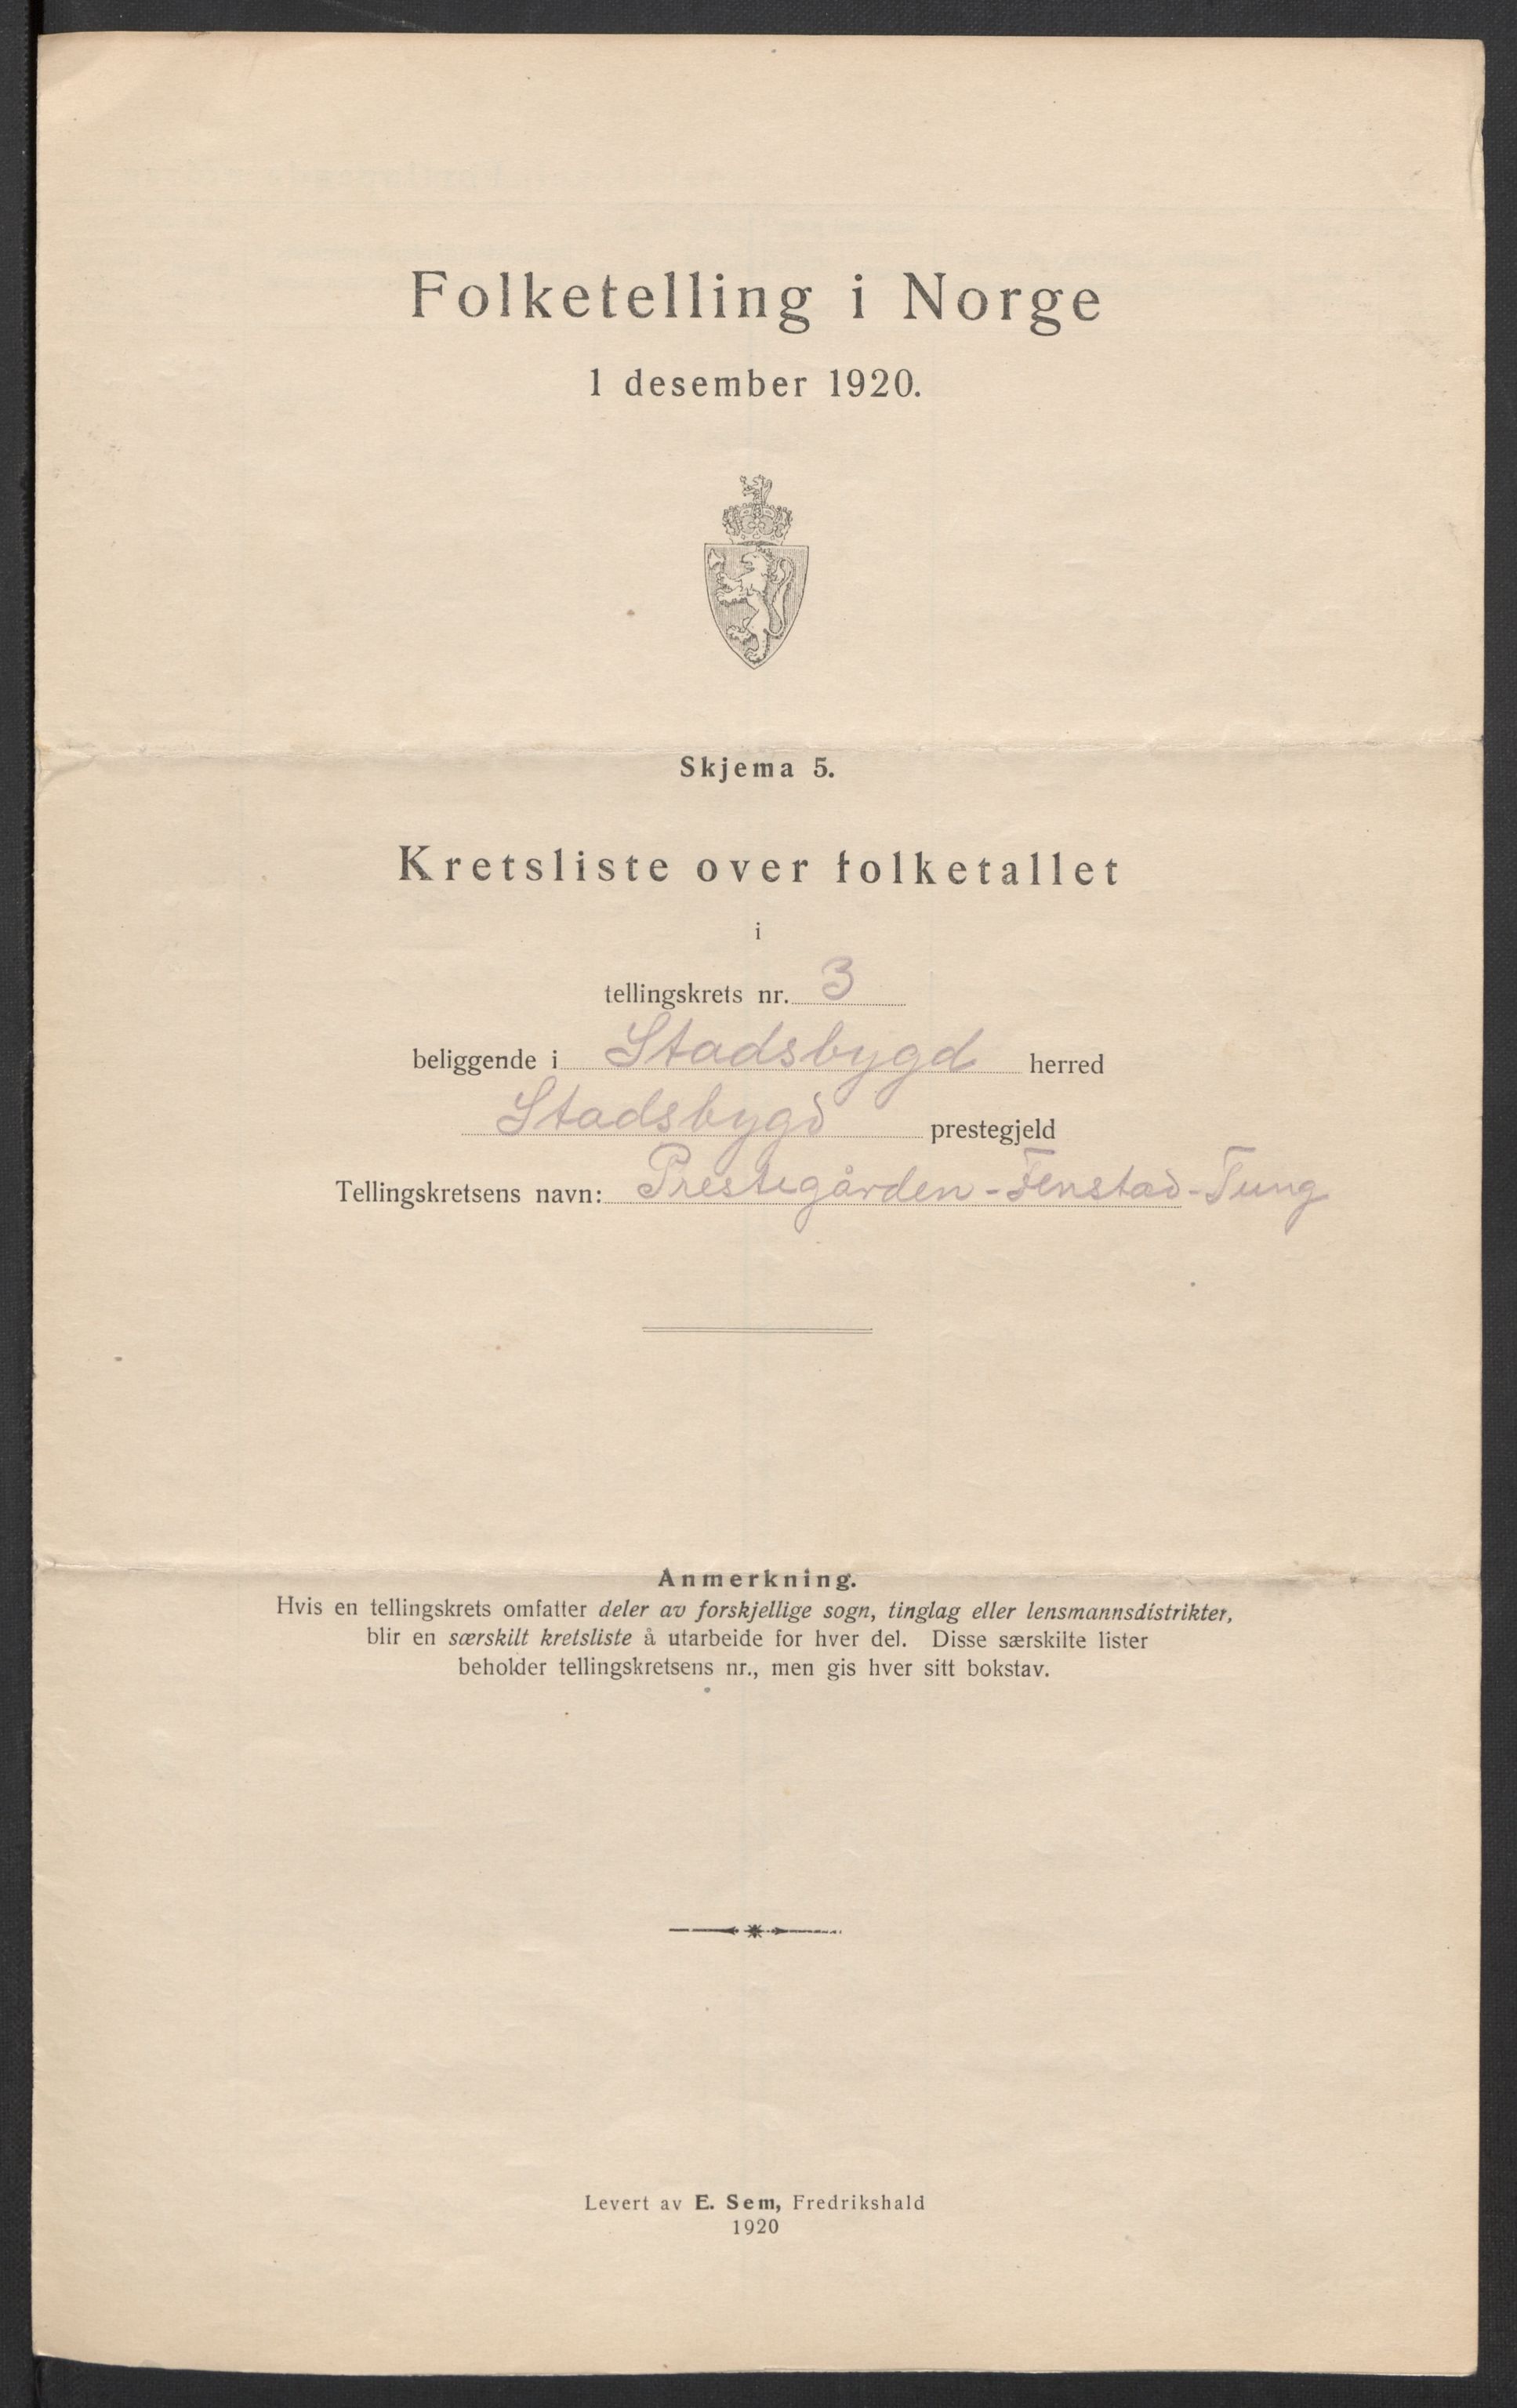 Folketelling i Norge
1 desember 1920.
Skjema 5.
Kretsliste over folketallet
i
tellingskrets nr. 3
beliggende i Stadsbygd herred
Stadsbygd prestegjeld
Tellingskretsens navn: Prestegården - Fenstad - Tung
Anmerkning.
Hvis en tellingskrets omfatter deler av forskjellige sogn, tinglag eller lensmannsdistrikter,
blir en særskilt kretsliste å utarbeide for hver del. Disse særskilte lister
beholder tellingskretsens nr., men gis hver sitt bokstav.
Levert av E. Sem, Fredrikshald
1920